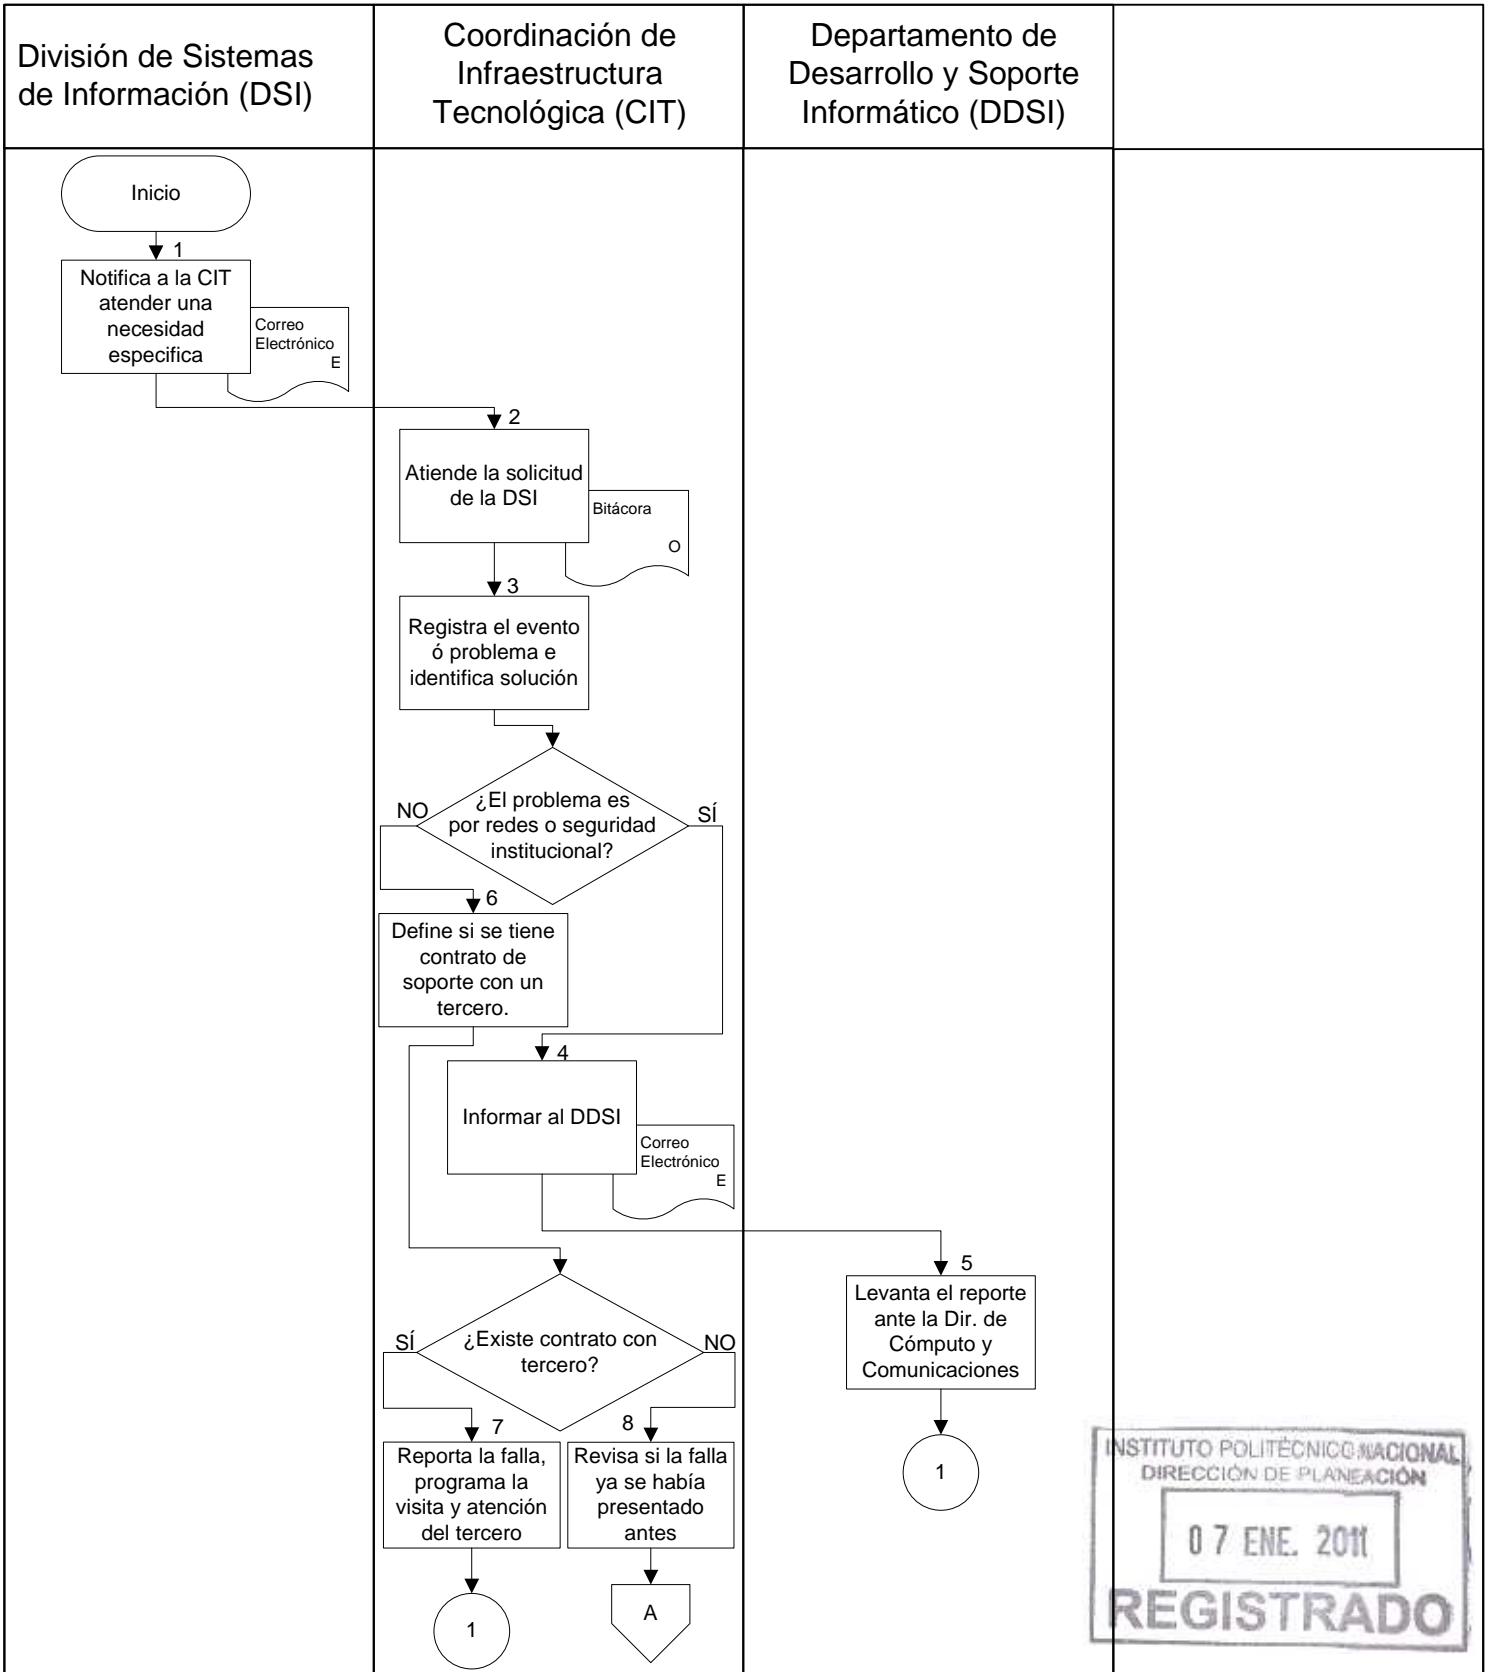 División de Sistemas
de Información (DSI)
Coordinación de
Infraestructura
Tecnológica (CIT)
Departamento de
Desarrollo y Soporte
Informático (DDSI)
Inicio
1
Notifica a la CIT
atender una
necesidad
especifica
Correo
Electrónico
E
2
Atiende la solicitud
de la DSI
Bitácora
O
3
Registra el evento
ó problema e
identifica solución
¿El problema es
por redes o seguridad
institucional?
NO
SÍ
6
Define si se tiene
contrato de
soporte con un
tercero.
4
Informar al DDSI
Correo
Electrónico
E
5
Levanta el reporte
ante la Dir. de
Cómputo y
Comunicaciones
1
¿Existe contrato con
tercero?
SÍ
NO
7
Reporta la falla,
programa la
visita y atención
del tercero
1
8
Revisa si la falla
ya se había
presentado
antes
A
INSTITUTO POLITÉCNICO NACIONAL
DIRECCIÓN DE PLANEACIÓN
0 7 ENE. 2011
REGISTRADO